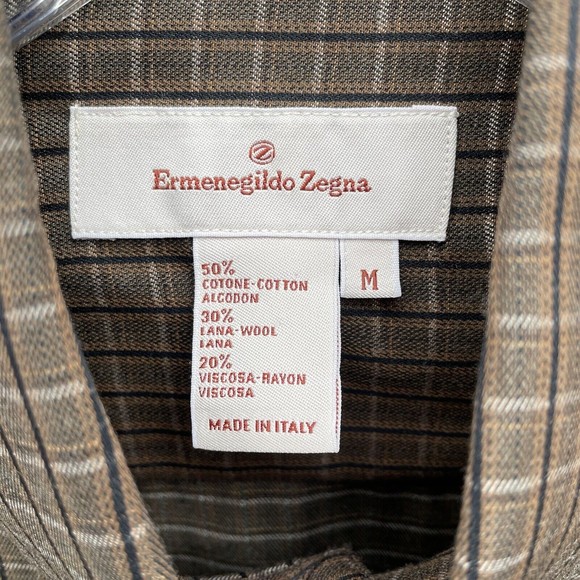 Ermenegildo Zegna
M
50%
COTONE-COTTON
ALGODON
30%
LANA-WOOL
LANA
20%
VISCOSA-RAYON
VISCOSA
MADE IN ITALY